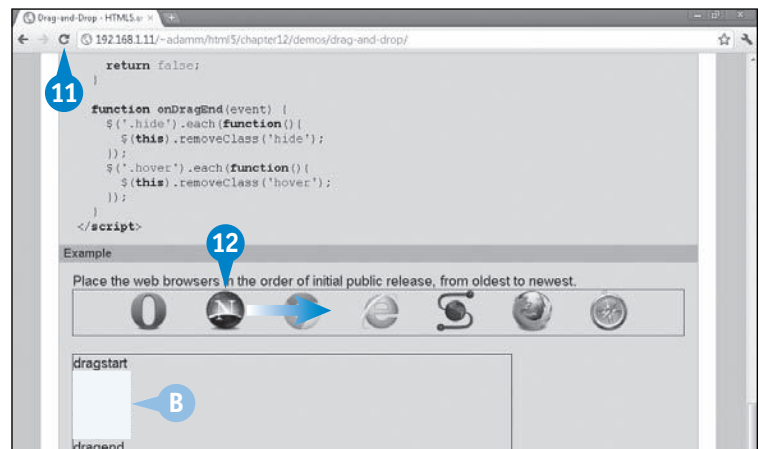 Drag-and-Drop - HTML5.ar
192.168.1.11/~adamm/html5/chapter12/demos/drag-and-drop/
return false;
}
11
function onDragEnd(event) {
$('.hide').each(function(){
$(this).removeClass('hide');
});
$('.hover').each(function(){
$(this).removeClass('hover');
});
}
</script>
12
Example
Place the web browsers in the order of initial public release, from oldest to newest.
N
dragstart
B
dragend